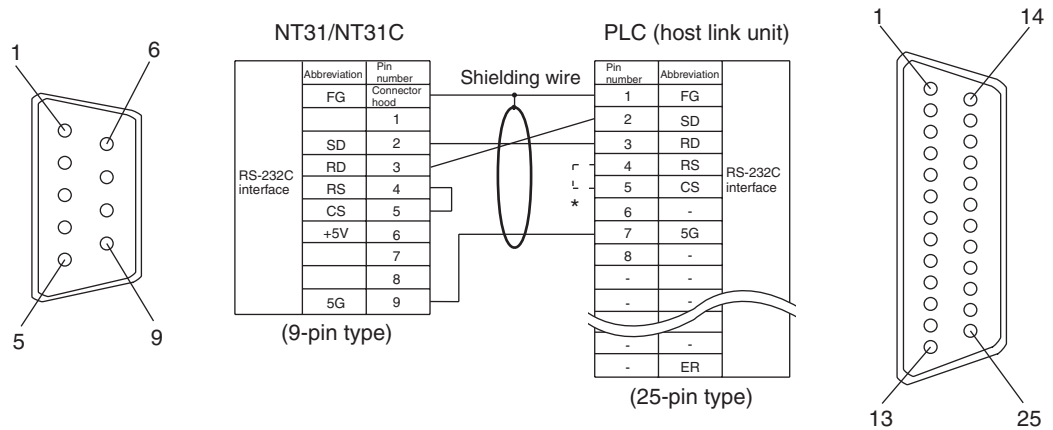 1
6
5
9
NT31/NT31C
Abbreviation
Pin
number
FG
Connector
hood
1
SD
2
RD
3
RS
4
CS
5
+5V
6
7
8
5G
9
RS-232C
interface
(9-pin type)
Shielding wire
*
PLC (host link unit)
Pin
number
Abbreviation
1
FG
2
SD
3
RD
4
RS
5
CS
6
-
7
5G
8
-
-
-
-
-
-
-
-
ER
RS-232C
interface
(25-pin type)
1
14
13
25